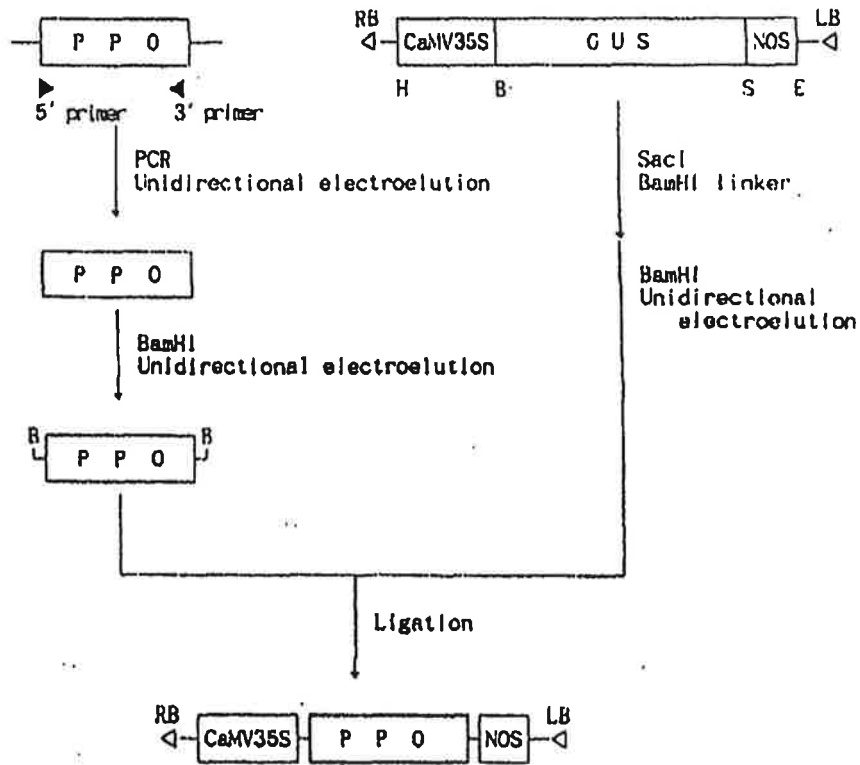 P P O
5' primer 3' primer
PCR
Unidirectional electroelution
P P O
BamHI
Unidirectional electroelution
B B
P P O
RB LB
CaMV35S G U S NOS
H B S E
SacI
BamHI linker
BamHI
Unidirectional
electroelution
Ligation
RB LB
CaMV35S P P O NOS